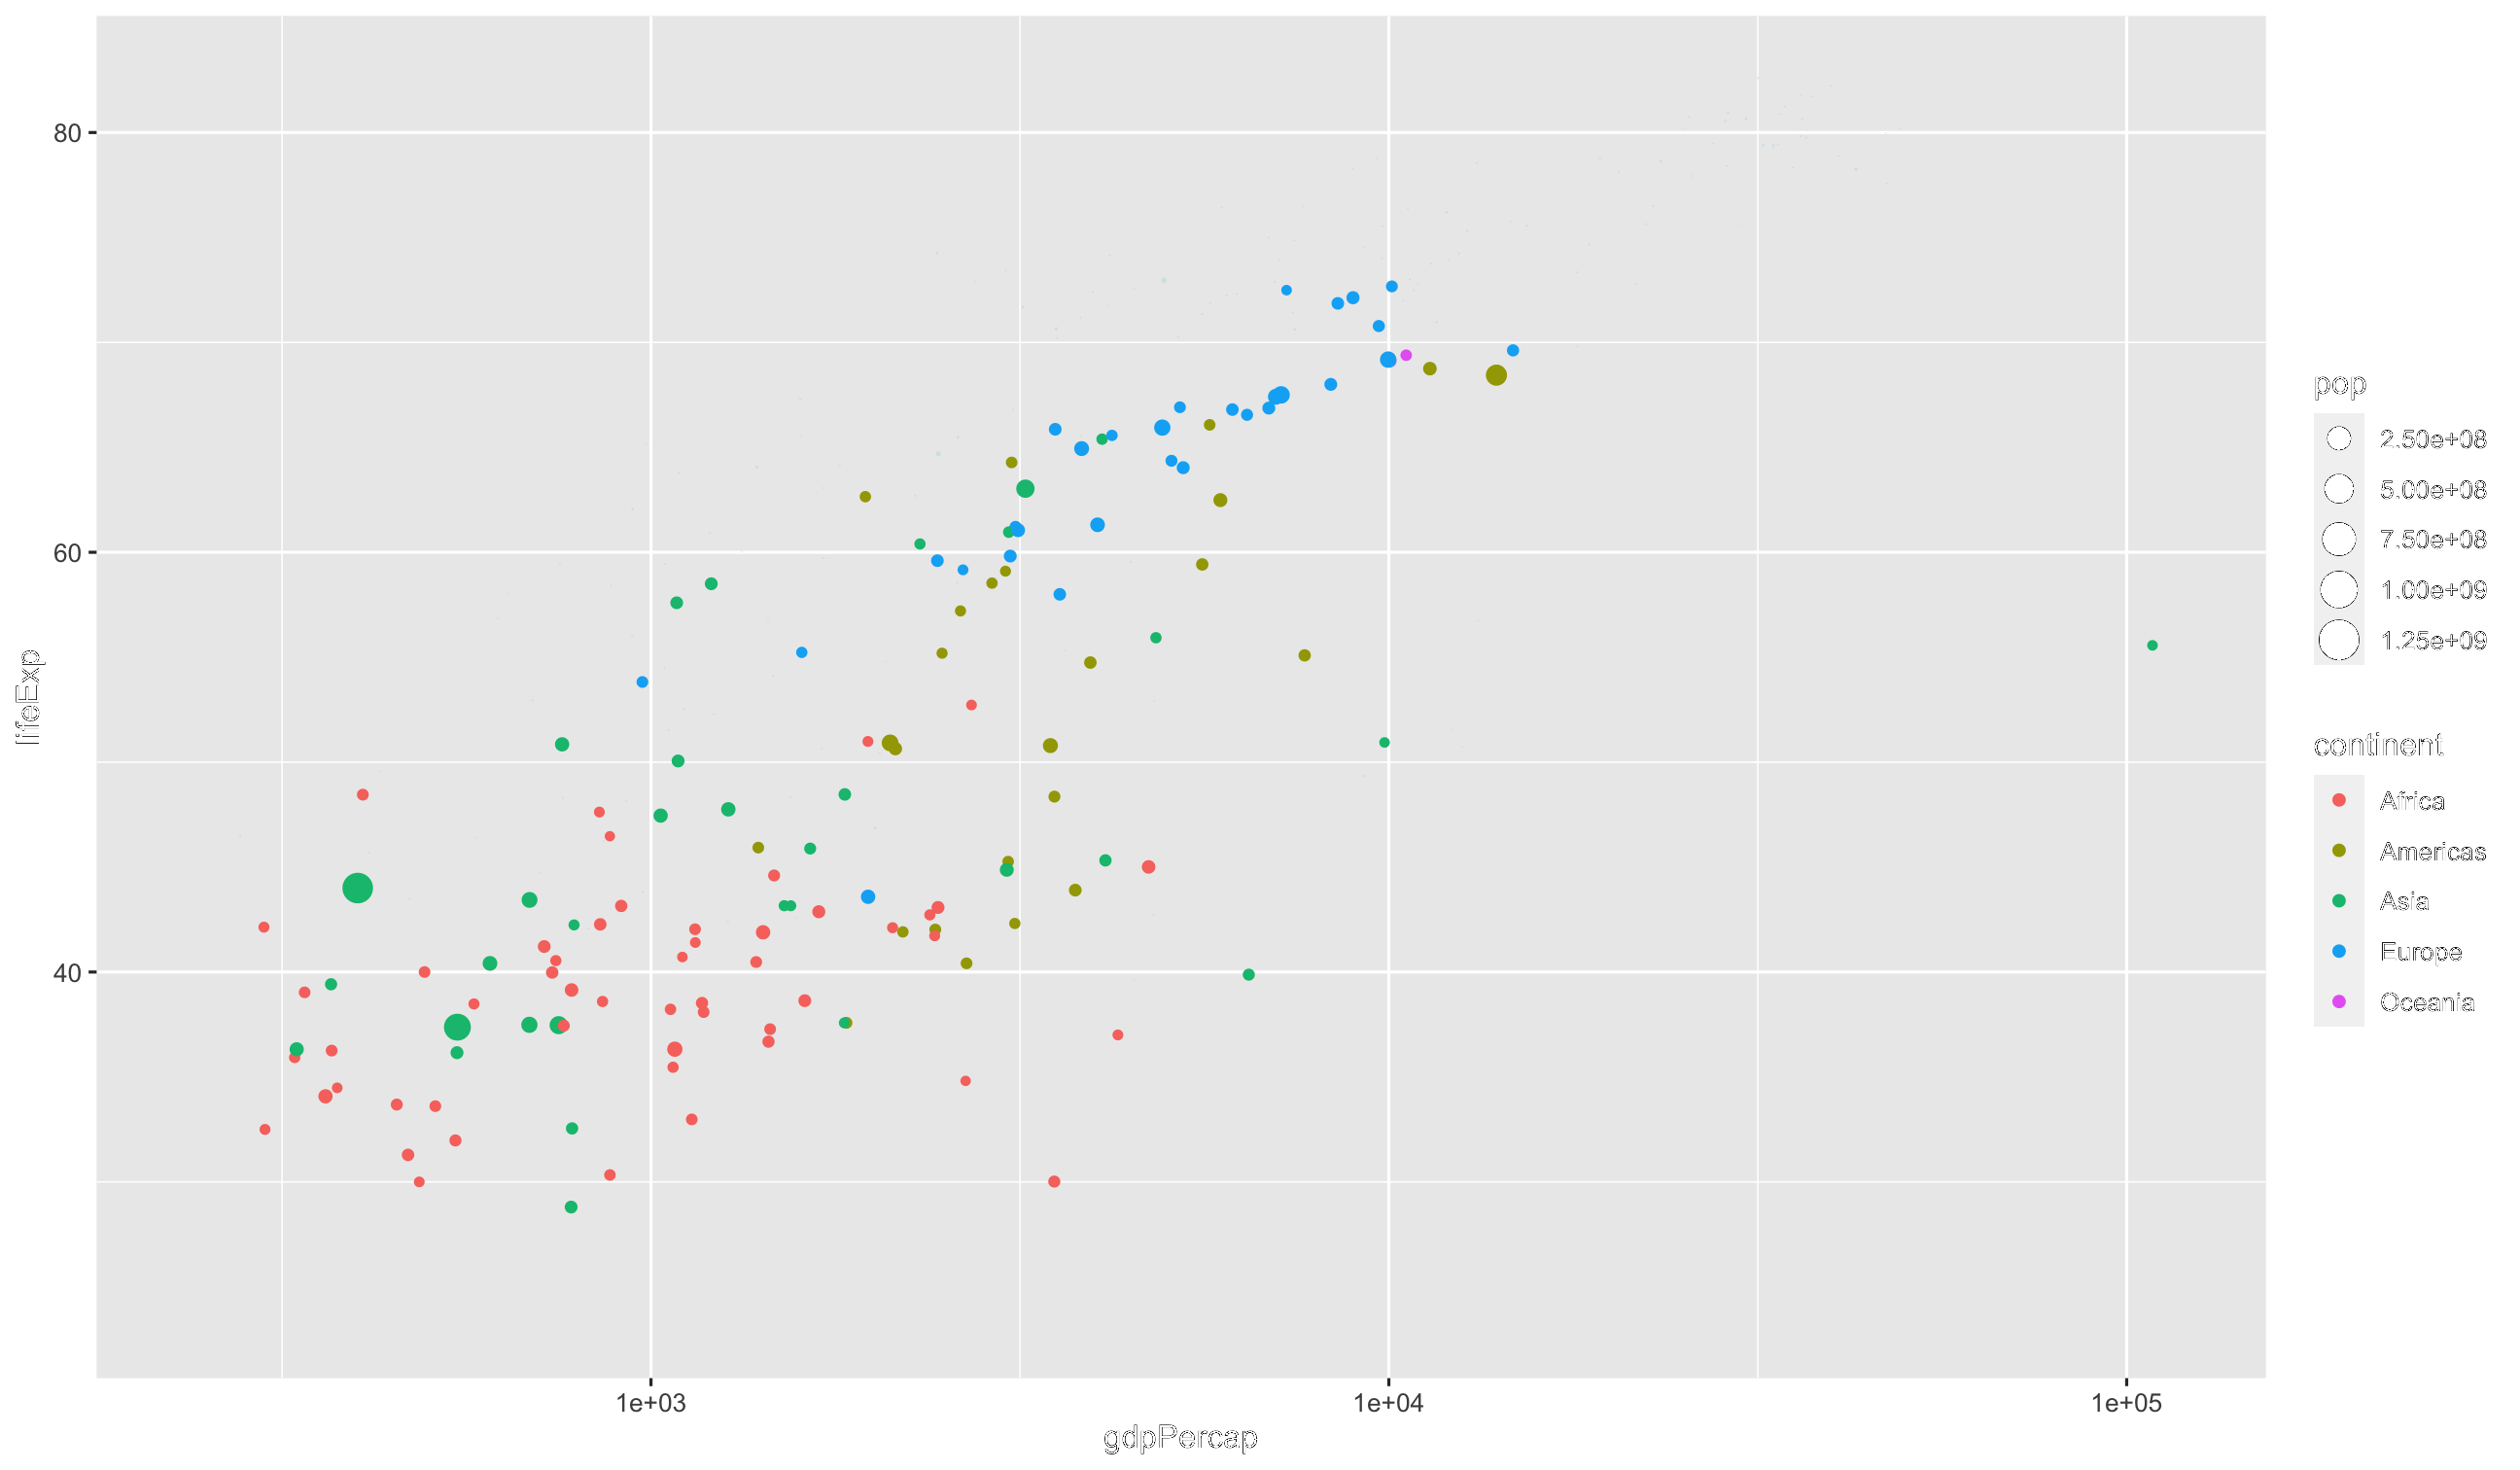 80
60
40
lifeExp
1e+03
1e+04
1e+05
gdpPercap
pop
2.50e+08
5.00e+08
7.50e+08
1.00e+09
1.25e+09
continent
Africa
Americas
Asia
Europe
Oceania